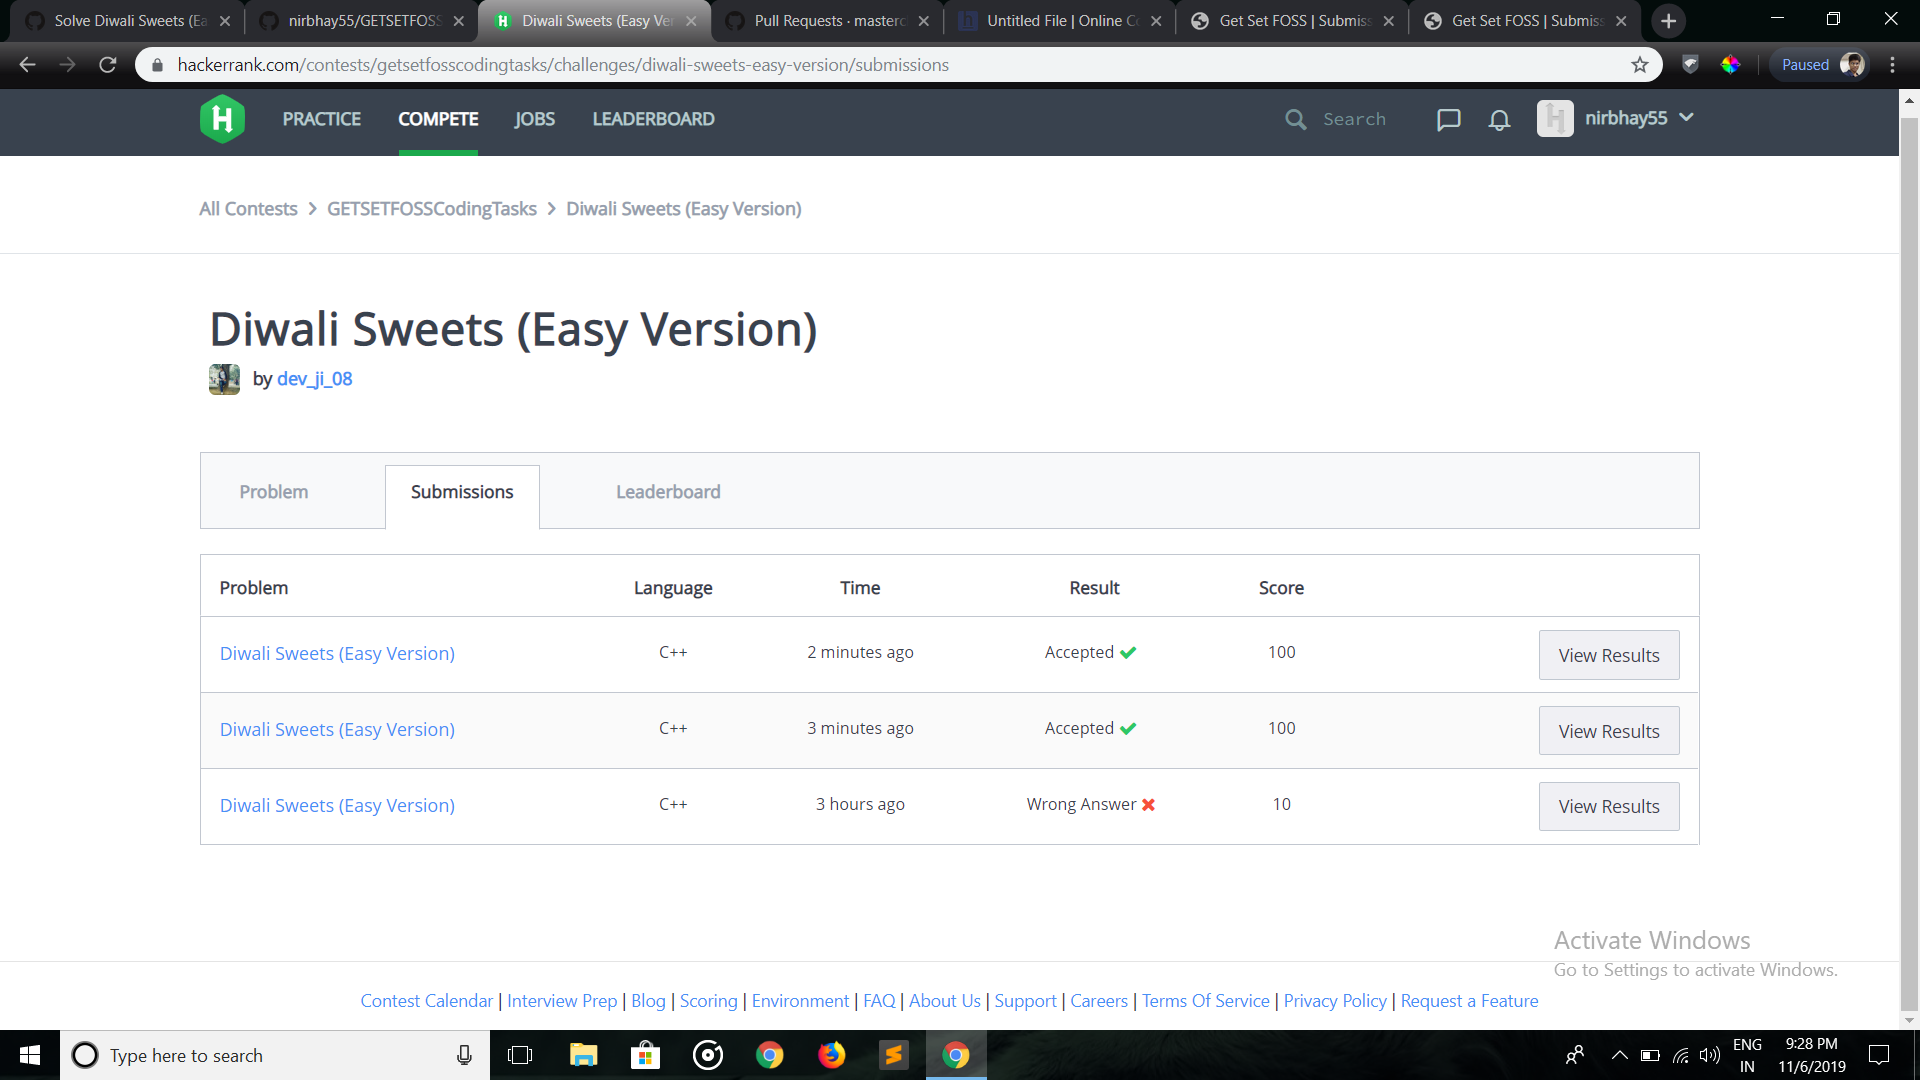 Solve Diwali Sweets (Ea
nirbhay55/GETSETFOSS
Diwali Sweets (Easy Ver
Pull Requests · masterc
Untitled File | Online Co
Get Set FOSS | Submiss
Get Set FOSS | Submiss
hackerrank.com/contests/getsetfosscodingtasks/challenges/diwali-sweets-easy-version/submissions
Paused
PRACTICE
COMPETE
JOBS
LEADERBOARD
Search
nirbhay55
All Contests > GETSETFOSSCodingTasks > Diwali Sweets (Easy Version)
Diwali Sweets (Easy Version)
by dev_ji_08
Problem
Submissions
Leaderboard
Problem Language Time Result Score
Diwali Sweets (Easy Version) C++ 2 minutes ago Accepted 100 View Results
Diwali Sweets (Easy Version) C++ 3 minutes ago Accepted 100 View Results
Diwali Sweets (Easy Version) C++ 3 hours ago Wrong Answer 10 View Results
Activate Windows
Go to Settings to activate Windows.
Contest Calendar | Interview Prep | Blog | Scoring | Environment | FAQ | About Us | Support | Careers | Terms Of Service | Privacy Policy | Request a Feature
Type here to search
ENG
IN
9:28 PM
11/6/2019